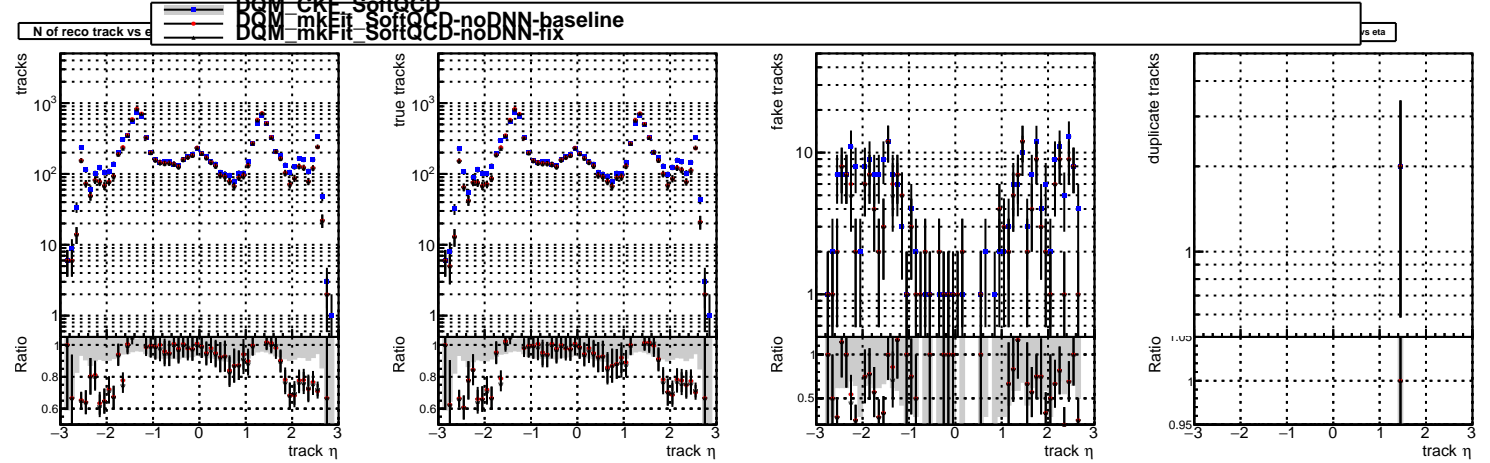 DQM_CKF_SoftQCD
DQM_mkFit_SoftQCD-noDNN-baseline
DQM_mkFit_SoftQCD-noDNN-fix
N of reco track vs e
vs eta
tracks
10³
10²
10
1
Ratio
1
0.8
0.6
−3 −2 −1 0 1 2 3
track η
true tracks
10³
10²
10
1
Ratio
1
0.8
0.6
−3 −2 −1 0 1 2 3
track η
fake tracks
10
1
Ratio
1
0.5
−3 −2 −1 0 1 2 3
track η
duplicate tracks
1
Ratio
1.05
1
0.95
−3 −2 −1 0 1 2 3
track η